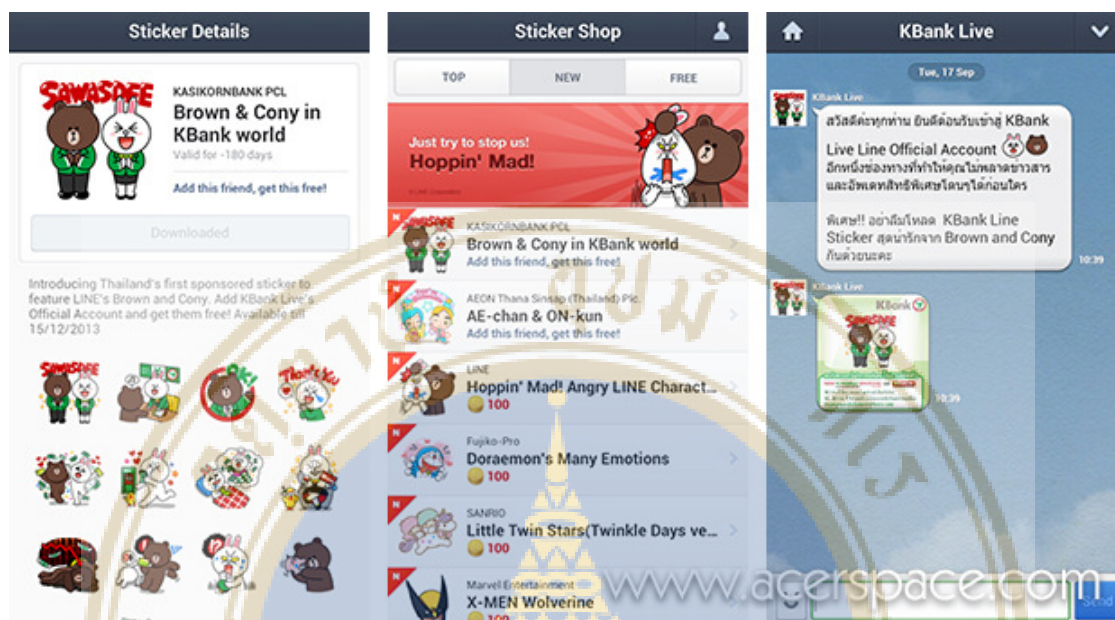 Sticker Details
SAWASDEE
KASIKORNBANK PCL
Brown & Cony in
KBank world
Valid for -180 days
Add this friend, get this free!
Downloaded
Introducing Thailand's first sponsored sticker to
feature LINE's Brown and Cony. Add KBank Live's
Official Account and get them free! Available till
15/12/2013
SAWASDEE
OK!
Thank You
Sticker Shop
TOP
NEW
FREE
Just try to stop us!
Hoppin' Mad!
N
SAWASDEE
KASIKORNBANK PCL
Brown & Cony in KBank world
Add this friend, get this free!
N
AEON Thana Sinsap (Thailand) Plc.
AE-chan & ON-kun
Add this friend, get this free!
N
LINE
Hoppin' Mad! Angry LINE Charact...
100
N
Fujiko-Pro
Doraemon's Many Emotions
100
N
SANRIO
Little Twin Stars(Twinkle Days ve...
100
N
Marvel Entertainment
X-MEN Wolverine
100
KBank Live
Tue, 17 Sep
KBank Live
สวัสดีค่ะทุกท่าน ยินดีต้อนรับเข้าสู่ KBank
Live Line Official Account
อีกหนึ่งช่องทางที่ทำให้คุณไม่พลาดข่าวสาร
และอัพเดทสิทธิพิเศษโดนๆได้ก่อนใคร
พิเศษ!! อย่าลืมโหลด KBank Line
Sticker สุดน่ารักจาก Brown and Cony
กันด้วยนะคะ
10:39
KBank Live
KBank
SAWASDEE
10:39
Send
www.acerspace.com